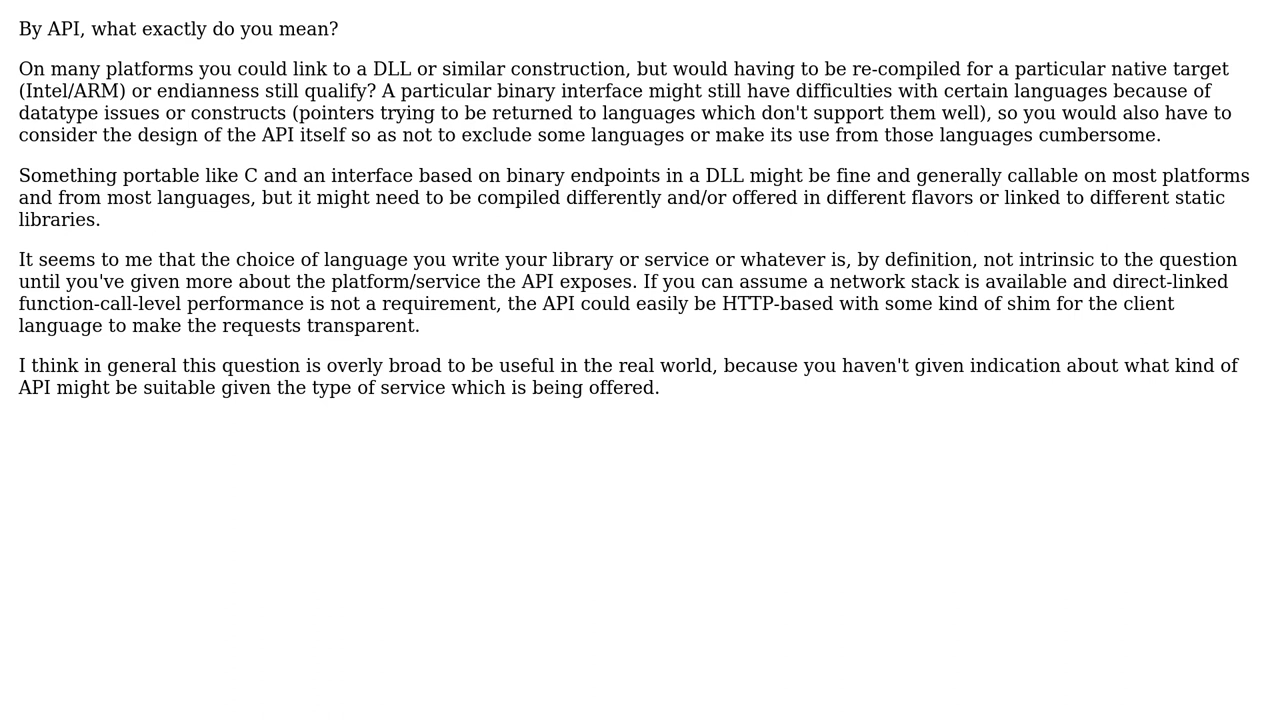 By API, what exactly do you mean?
On many platforms you could link to a DLL or similar construction, but would having to be re-compiled for a particular native target
(Intel/ARM) or endianness still qualify? A particular binary interface might still have difficulties with certain languages because of
datatype issues or constructs (pointers trying to be returned to languages which don't support them well), so you would also have to
consider the design of the API itself so as not to exclude some languages or make its use from those languages cumbersome.
Something portable like C and an interface based on binary endpoints in a DLL might be fine and generally callable on most platforms
and from most languages, but it might need to be compiled differently and/or offered in different flavors or linked to different static
libraries.
It seems to me that the choice of language you write your library or service or whatever is, by definition, not intrinsic to the question
until you've given more about the platform/service the API exposes. If you can assume a network stack is available and direct-linked
function-call-level performance is not a requirement, the API could easily be HTTP-based with some kind of shim for the client
language to make the requests transparent.
I think in general this question is overly broad to be useful in the real world, because you haven't given indication about what kind of
API might be suitable given the type of service which is being offered.